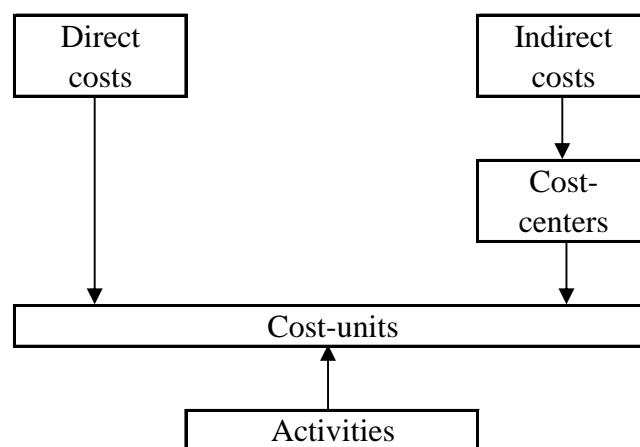 Direct
costs
Indirect
costs
Cost-
centers
Cost-units
Activities